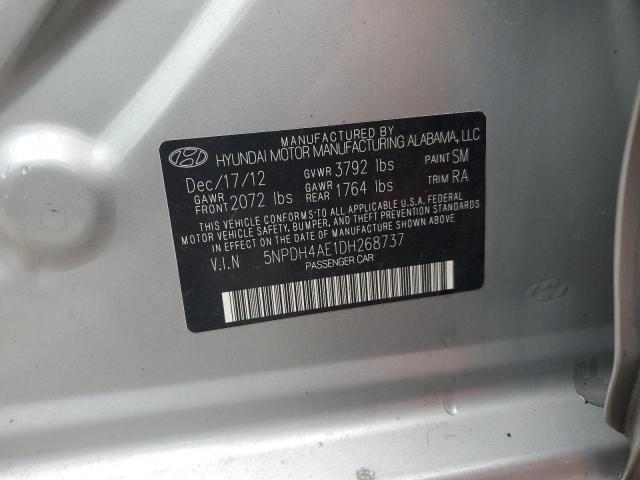 MANUFACTURED BY
HYUNDAI MOTOR MANUFACTURING ALABAMA, LLC
Dec/17/12 GVWR 3792 lbs PAINT SM
GAWR FRONT 2072 lbs GAWR REAR 1764 lbs TRIM RA
THIS VEHICLE CONFORMS TO ALL APPLICABLE U.S.A. FEDERAL
MOTOR VEHICLE SAFETY, BUMPER, AND THEFT PREVENTION STANDARDS
IN EFFECT ON THE DATE OF MANUFACTURE SHOWN ABOVE.
V.I.N 5NPDH4AE1DH268737
PASSENGER CAR